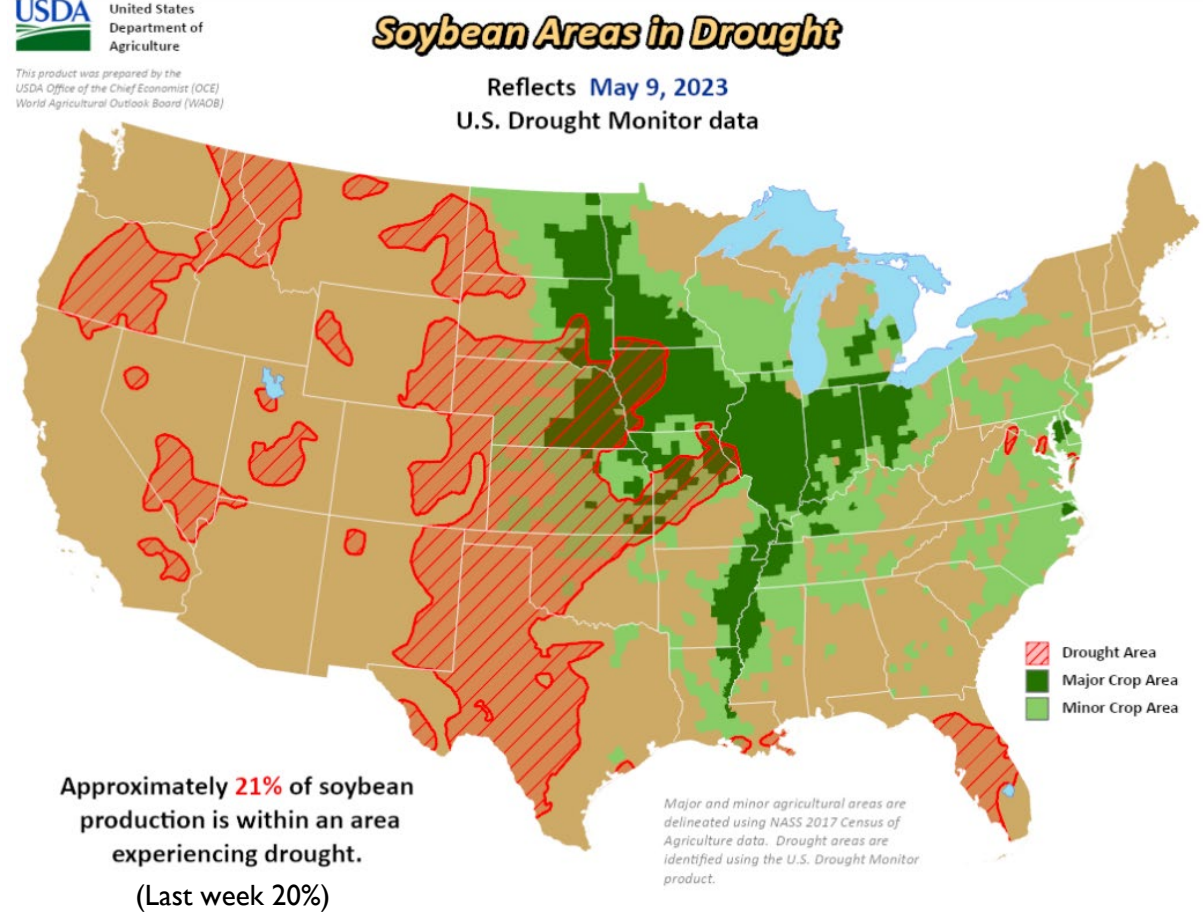 USDA
United States
Department of
Agriculture
This product was prepared by the
USDA Office of the Chief Economist (OCE)
World Agricultural Outlook Board (WAOB)
Soybean Areas in Drought
Reflects May 9, 2023
U.S. Drought Monitor data
Drought Area
Major Crop Area
Minor Crop Area
Approximately 21% of soybean
production is within an area
experiencing drought.
(Last week 20%)
Major and minor agricultural areas are
delineated using NASS 2017 Census of
Agriculture data. Drought areas are
identified using the U.S. Drought Monitor
product.